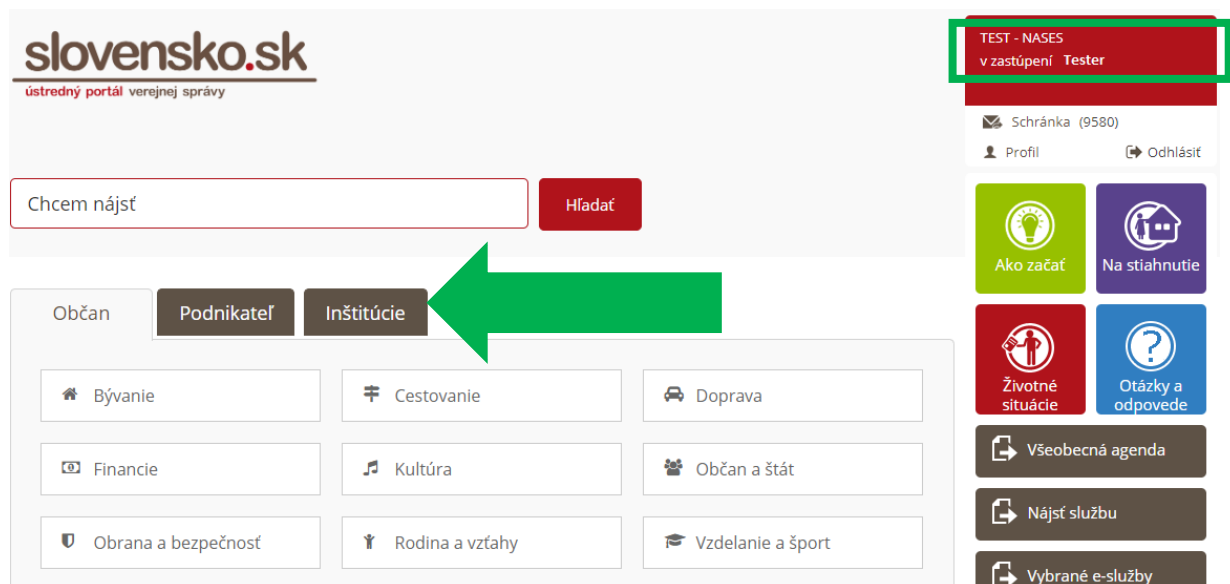 slovensko.sk
ústredný portál verejnej správy
TEST - NASES
v zastúpení Tester
Schránka (9580)
Profil
Odhlásiť
Chcem nájsť
Hľadať
Ako začať
Na stiahnutie
Občan
Podnikateľ
Inštitúcie
Životné
situácie
Otázky a
odpovede
Bývanie
Cestovanie
Doprava
Financie
Kultúra
Občan a štát
Obrana a bezpečnosť
Rodina a vzťahy
Vzdelanie a šport
Všeobecná agenda
Nájsť službu
Vybrané e-služby